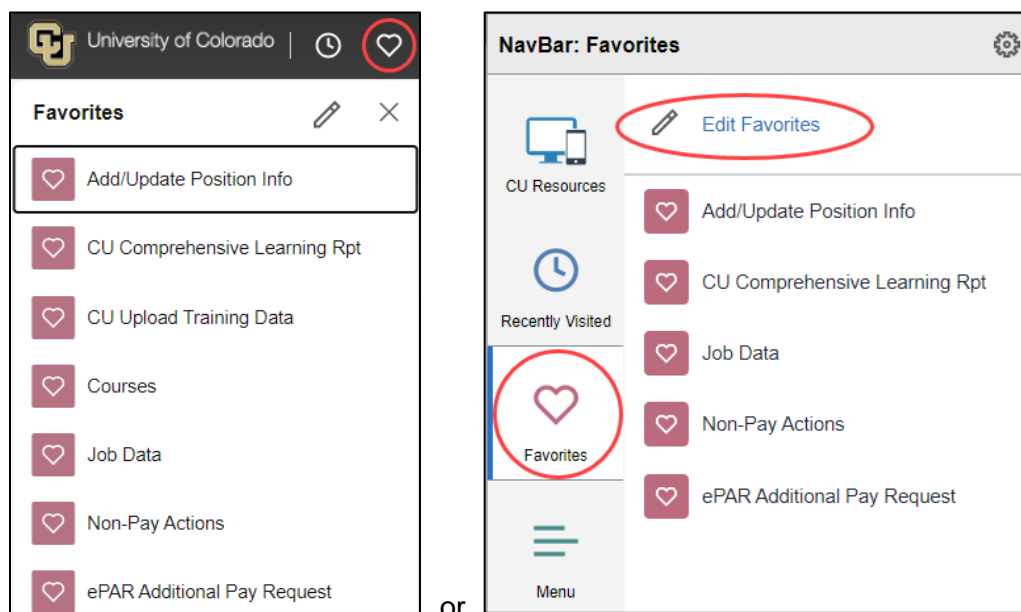 University of Colorado |
Favorites
Add/Update Position Info
CU Comprehensive Learning Rpt
CU Upload Training Data
Courses
Job Data
Non-Pay Actions
ePAR Additional Pay Request
or
NavBar: Favorites
CU Resources
Recently Visited
Favorites
Menu
Edit Favorites
Add/Update Position Info
CU Comprehensive Learning Rpt
Job Data
Non-Pay Actions
ePAR Additional Pay Request